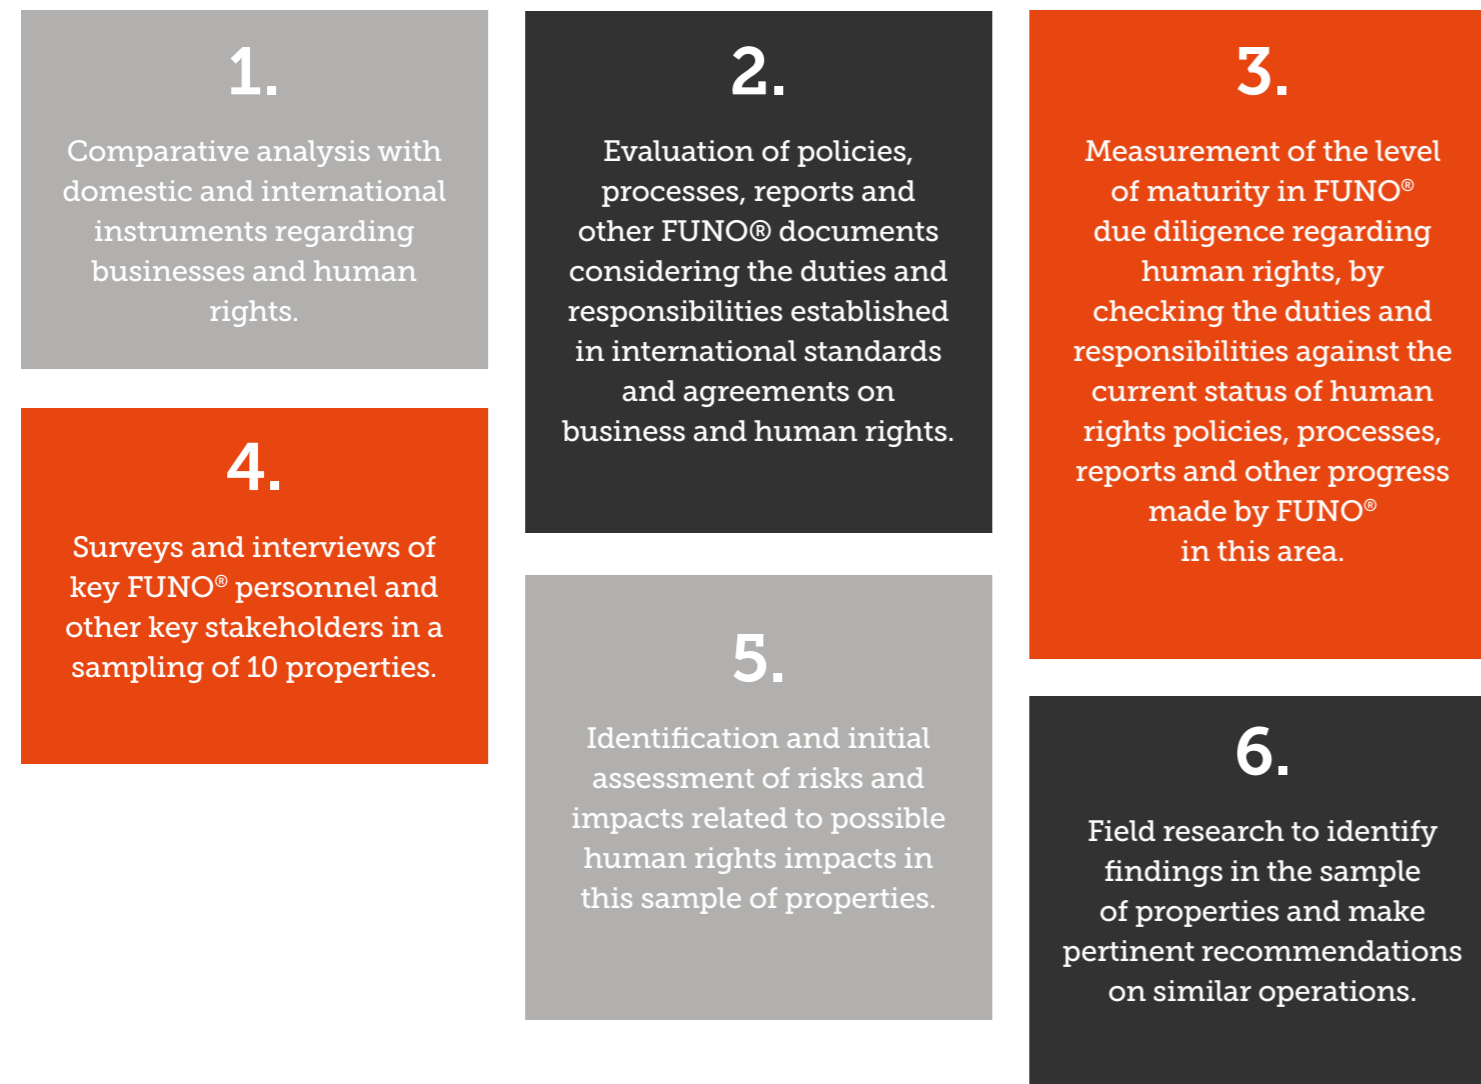 1.
Comparative analysis with
domestic and international
instruments regarding
businesses and human
rights.
2.
Evaluation of policies,
processes, reports and
other FUNO® documents
considering the duties and
responsibilities established
in international standards
and agreements on
business and human rights.
3.
Measurement of the level
of maturity in FUNO®
due diligence regarding
human rights, by
checking the duties and
responsibilities against the
current status of human
rights policies, processes,
reports and other progress
made by FUNO®
in this area.
4.
Surveys and interviews of
key FUNO® personnel and
other key stakeholders in a
sampling of 10 properties.
5.
Identification and initial
assessment of risks and
impacts related to possible
human rights impacts in
this sample of properties.
6.
Field research to identify
findings in the sample
of properties and make
pertinent recommendations
on similar operations.